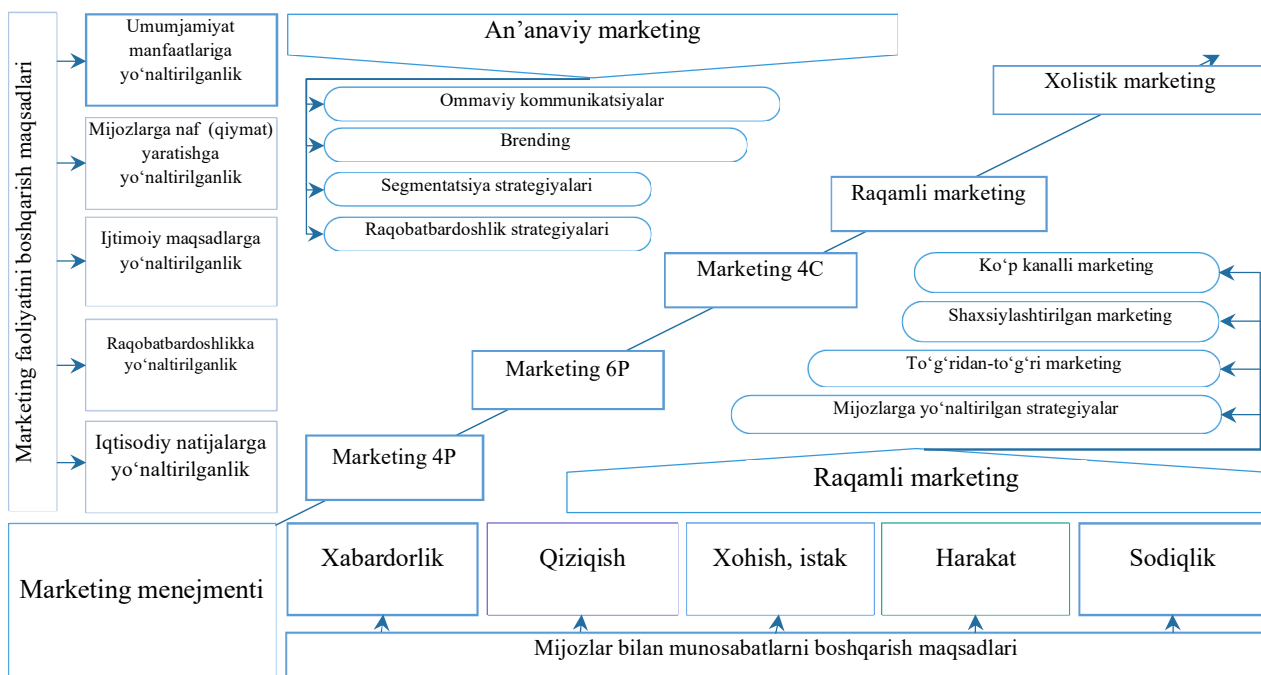 Marketing faoliyatini boshqarish maqsadlari
Umumjamiyat
manfaatlariga
yo‘naltirilganlik
Mijozlarga naf (qiymat)
yaratishga
yo‘naltirilganlik
Ijtimoiy maqsadlarga
yo‘naltirilganlik
Raqobatbardoshlikka
yo‘naltirilganlik
Iqtisodiy natijalarga
yo‘naltirilganlik
An’anaviy marketing
Ommaviy kommunikatsiyalar
Brending
Segmentatsiya strategiyalari
Raqobatbardoshlik strategiyalari
Xolistik marketing
Raqamli marketing
Marketing 4C
Marketing 6P
Marketing 4P
Ko‘p kanalli marketing
Shaxsiylashtirilgan marketing
To‘g‘ridan-to‘g‘ri marketing
Mijozlarga yo‘naltirilgan strategiyalar
Raqamli marketing
Marketing menejmenti
Xabardorlik
Qiziqish
Xohish, istak
Harakat
Sodiqlik
Mijozlar bilan munosabatlarni boshqarish maqsadlari